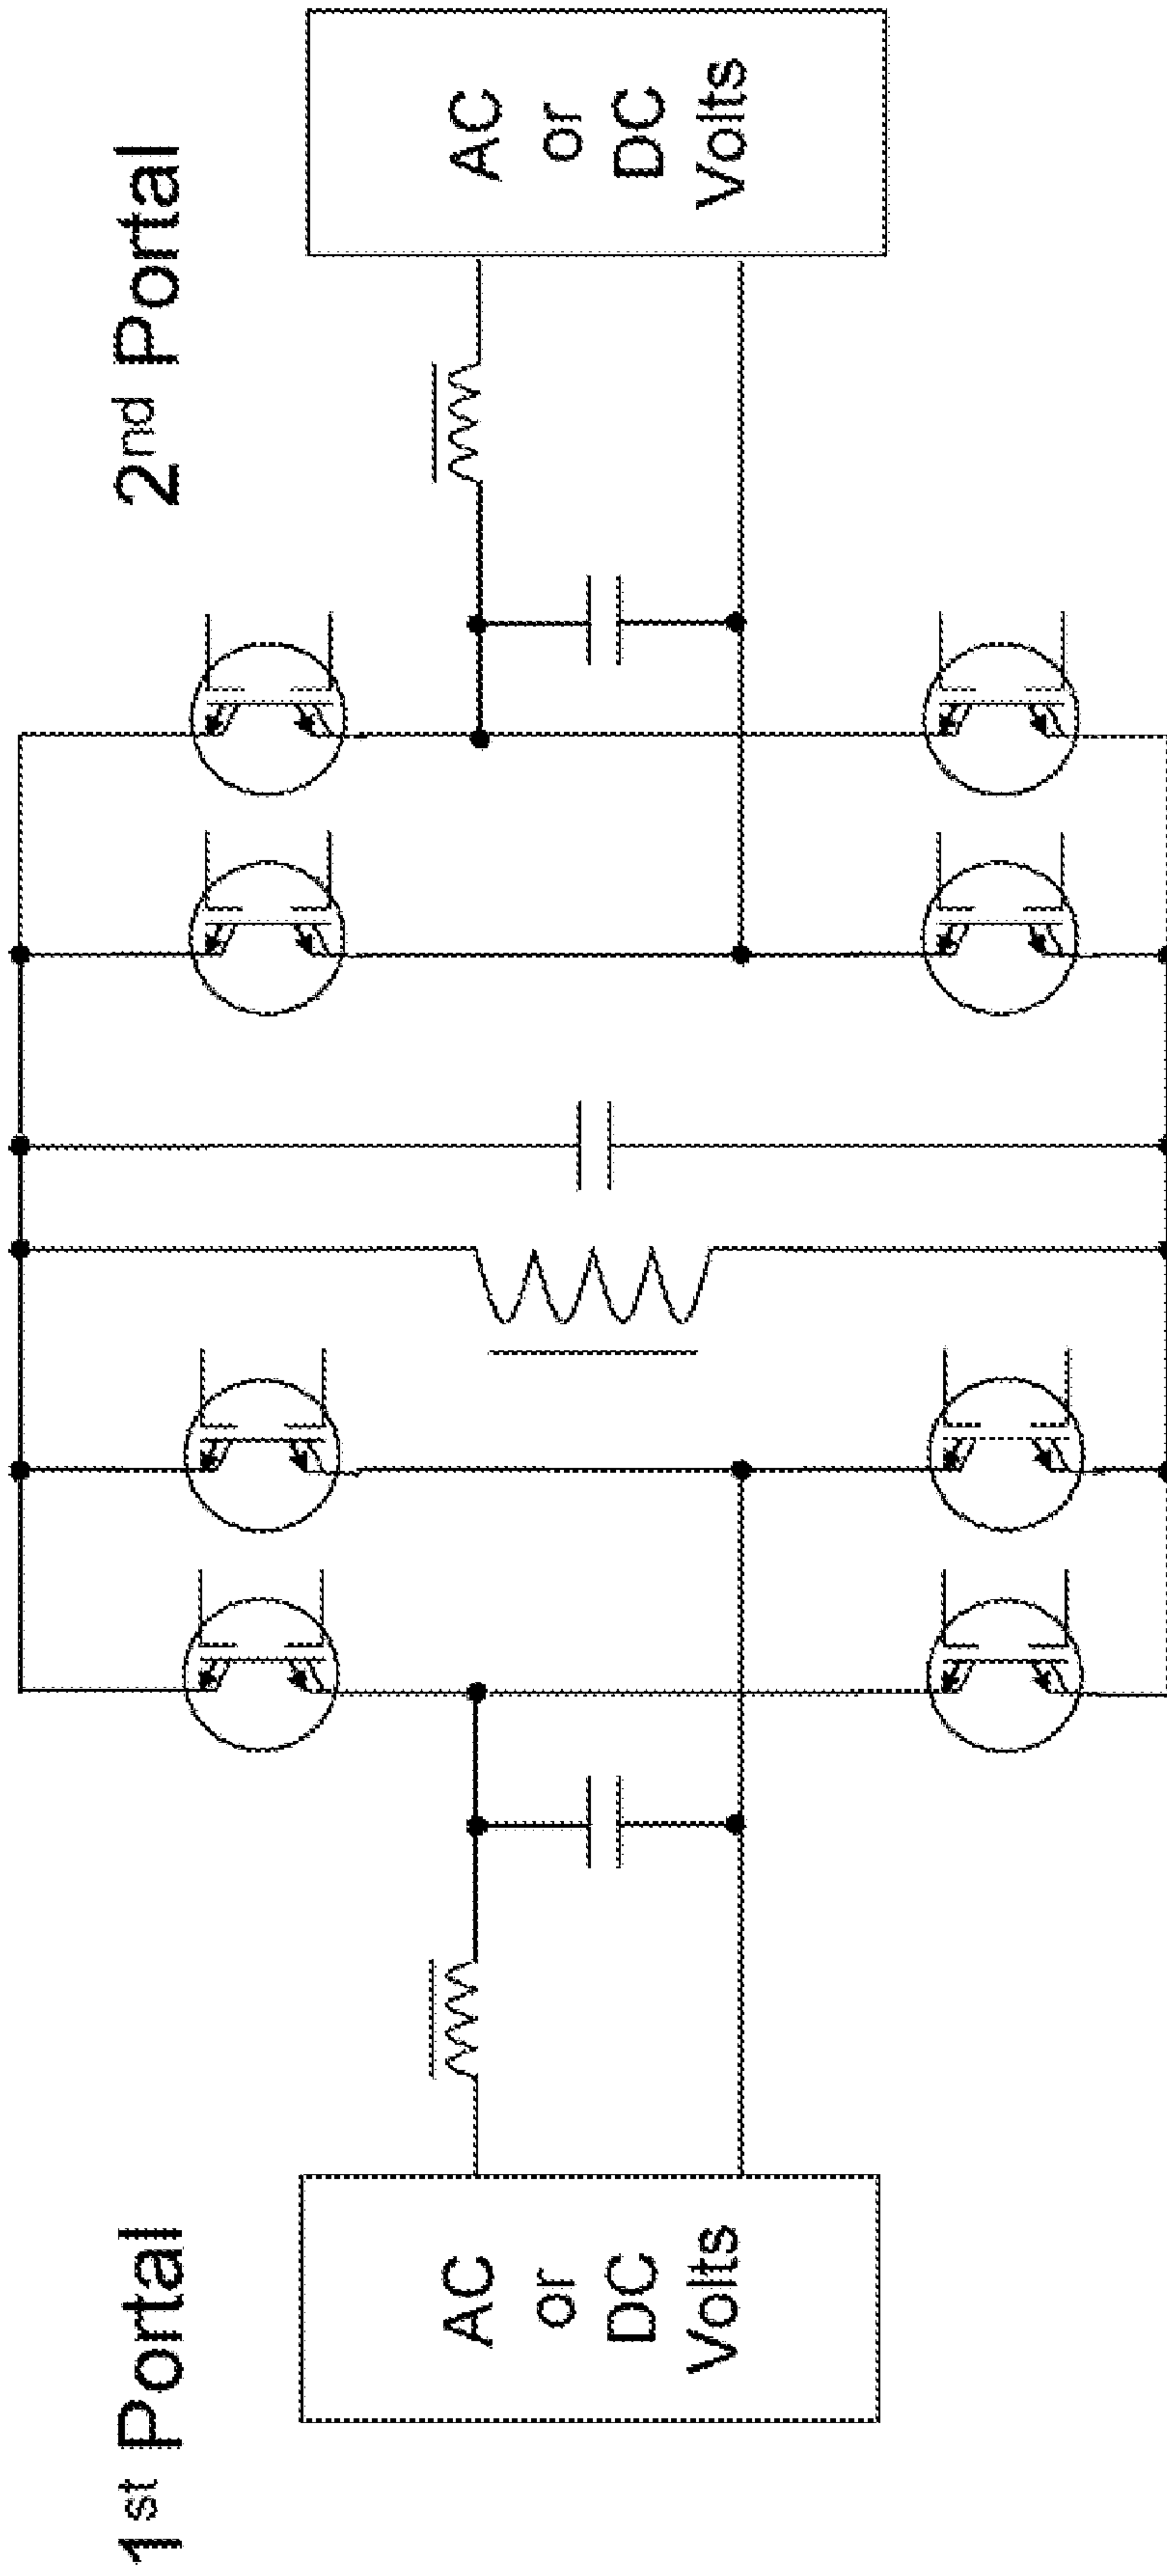 1st Portal
AC
or
DC
Volts
2nd Portal
AC
or
DC
Volts